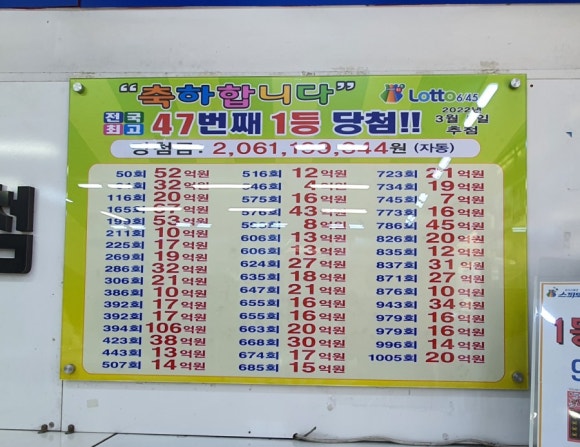 "축하합니다"
Lotto 6/45
전국 최고 47번째 1등 당첨!!
2022년 3월 일 추첨
당첨금: 원 (자동)
50회 52억원 516회 12억원 723회 21억원
32억원 546회 4억원 734회 19억원
116회 20억원 575회 16억원 745회 7억원
억원 576회 43억원 773회 16억원
53억원 8억원 786회 45억원
10억원 606회 13억원 826회 20억원
225회 17억원 606회 13억원 835회 12억원
269회 19억원 624회 27억원 837회 억원
286회 32억원 635회 18억원 871회 27억원
306회 21억원 647회 21억원 876회 10억원
386회 10억원 655회 16억원 943회 34억원
392회 17억원 655회 16억원 979회 16억원
392회 17억원 655회 16억원 979회 16억원
394회 106억원 663회 20억원 996회 14억원
423회 38억원 668회 30억원 1005회 20억원
443회 13억원 674회 17억원
507회 14억원 685회 15억원